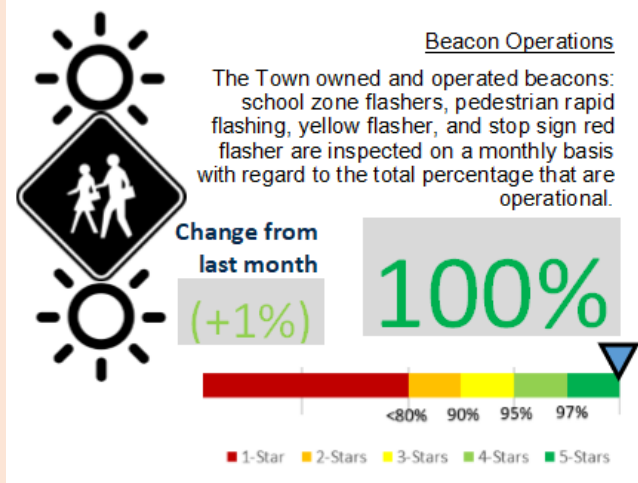 Beacon Operations
The Town owned and operated beacons:
school zone flashers, pedestrian rapid
flashing, yellow flasher, and stop sign red
flasher are inspected on a monthly basis
with regard to the total percentage that are
operational.
Change from
last month
(+1%)
100%
<80% 90% 95% 97%
1-Star 2-Stars 3-Stars 4-Stars 5-Stars